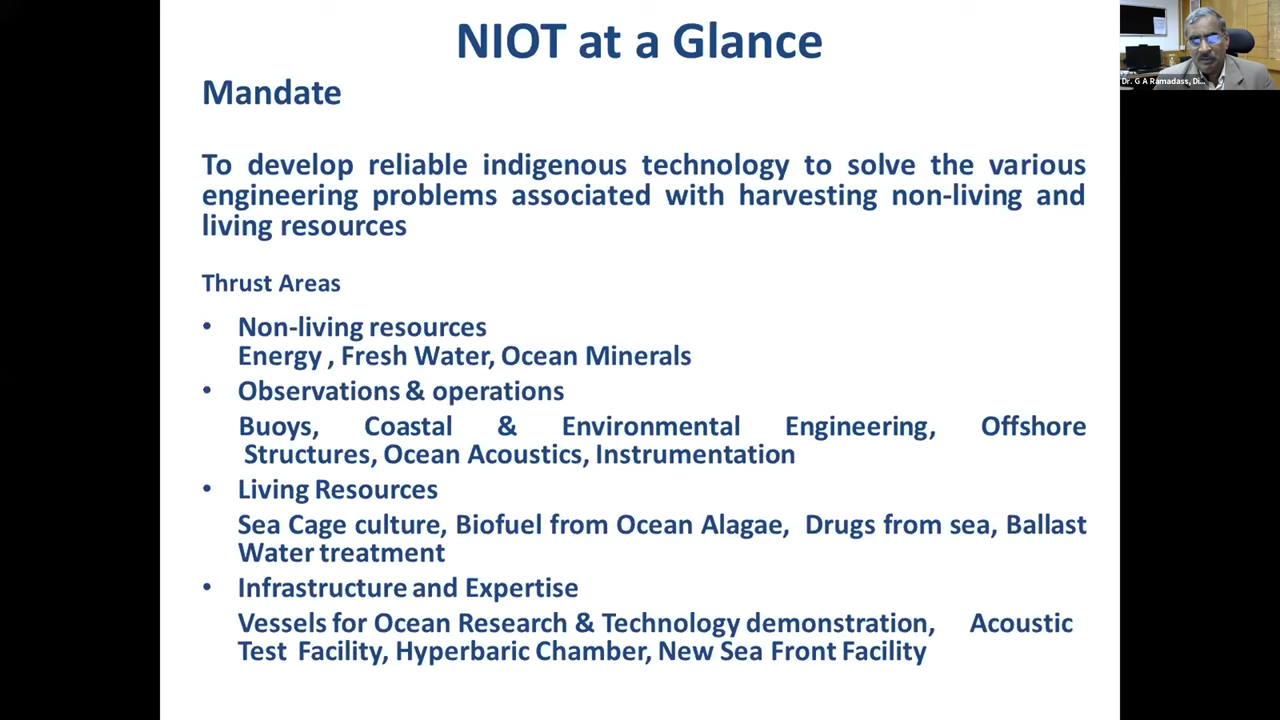 NIOT at a Glance
Mandate
To develop reliable indigenous technology to solve the various
engineering problems associated with harvesting non-living and
living resources
Thrust Areas
• Non-living resources
Energy , Fresh Water, Ocean Minerals
• Observations & operations
Buoys, Coastal & Environmental Engineering, Offshore
Structures, Ocean Acoustics, Instrumentation
• Living Resources
Sea Cage culture, Biofuel from Ocean Alagae, Drugs from sea, Ballast
Water treatment
• Infrastructure and Expertise
Vessels for Ocean Research & Technology demonstration, Acoustic
Test Facility, Hyperbaric Chamber, New Sea Front Facility
Dr. G A Ramadass, Di...